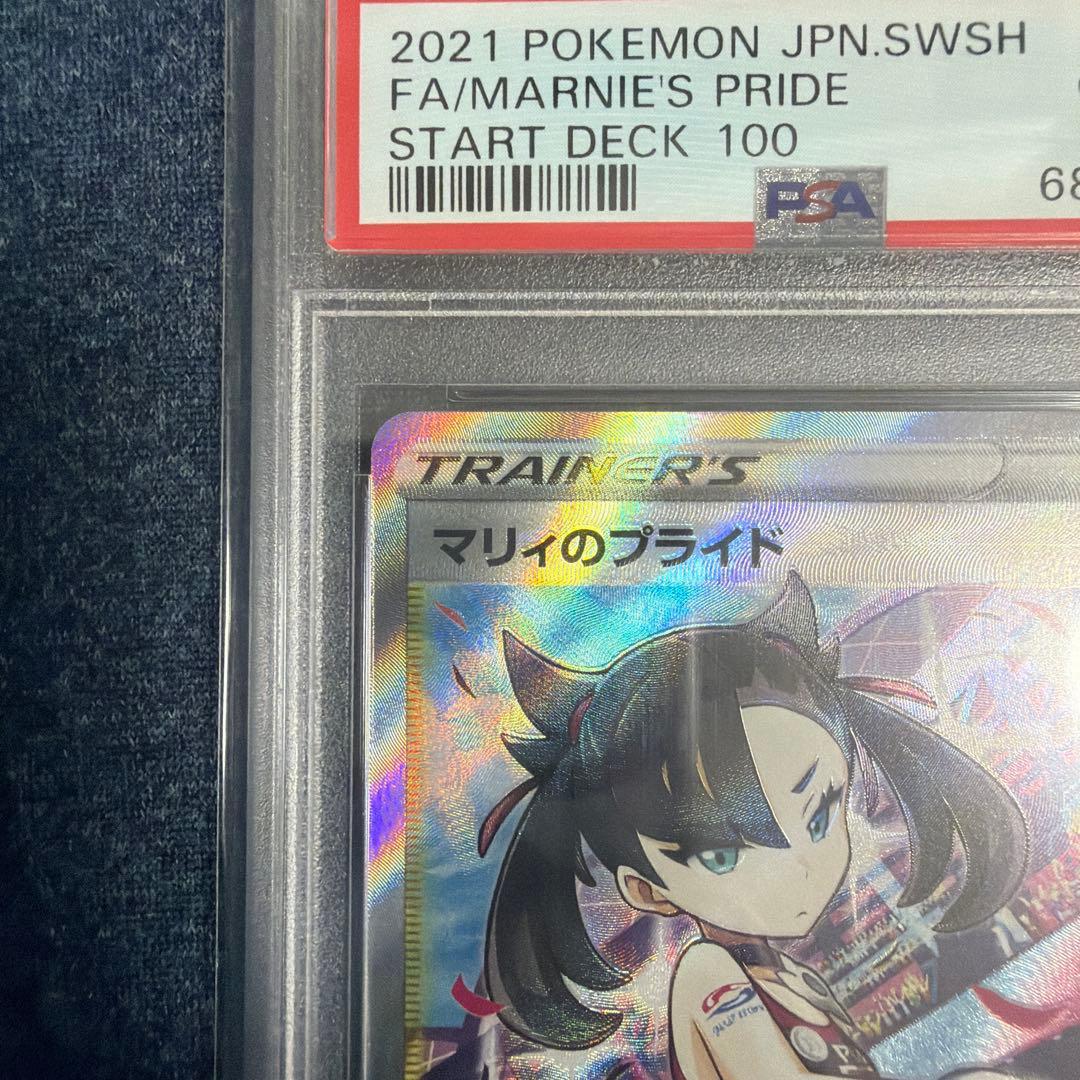 2021 POKEMON JPN.SWSH
FA/MARNIE'S PRIDE
START DECK 100
PSA
68
TRAINER'S
マリィのプライド